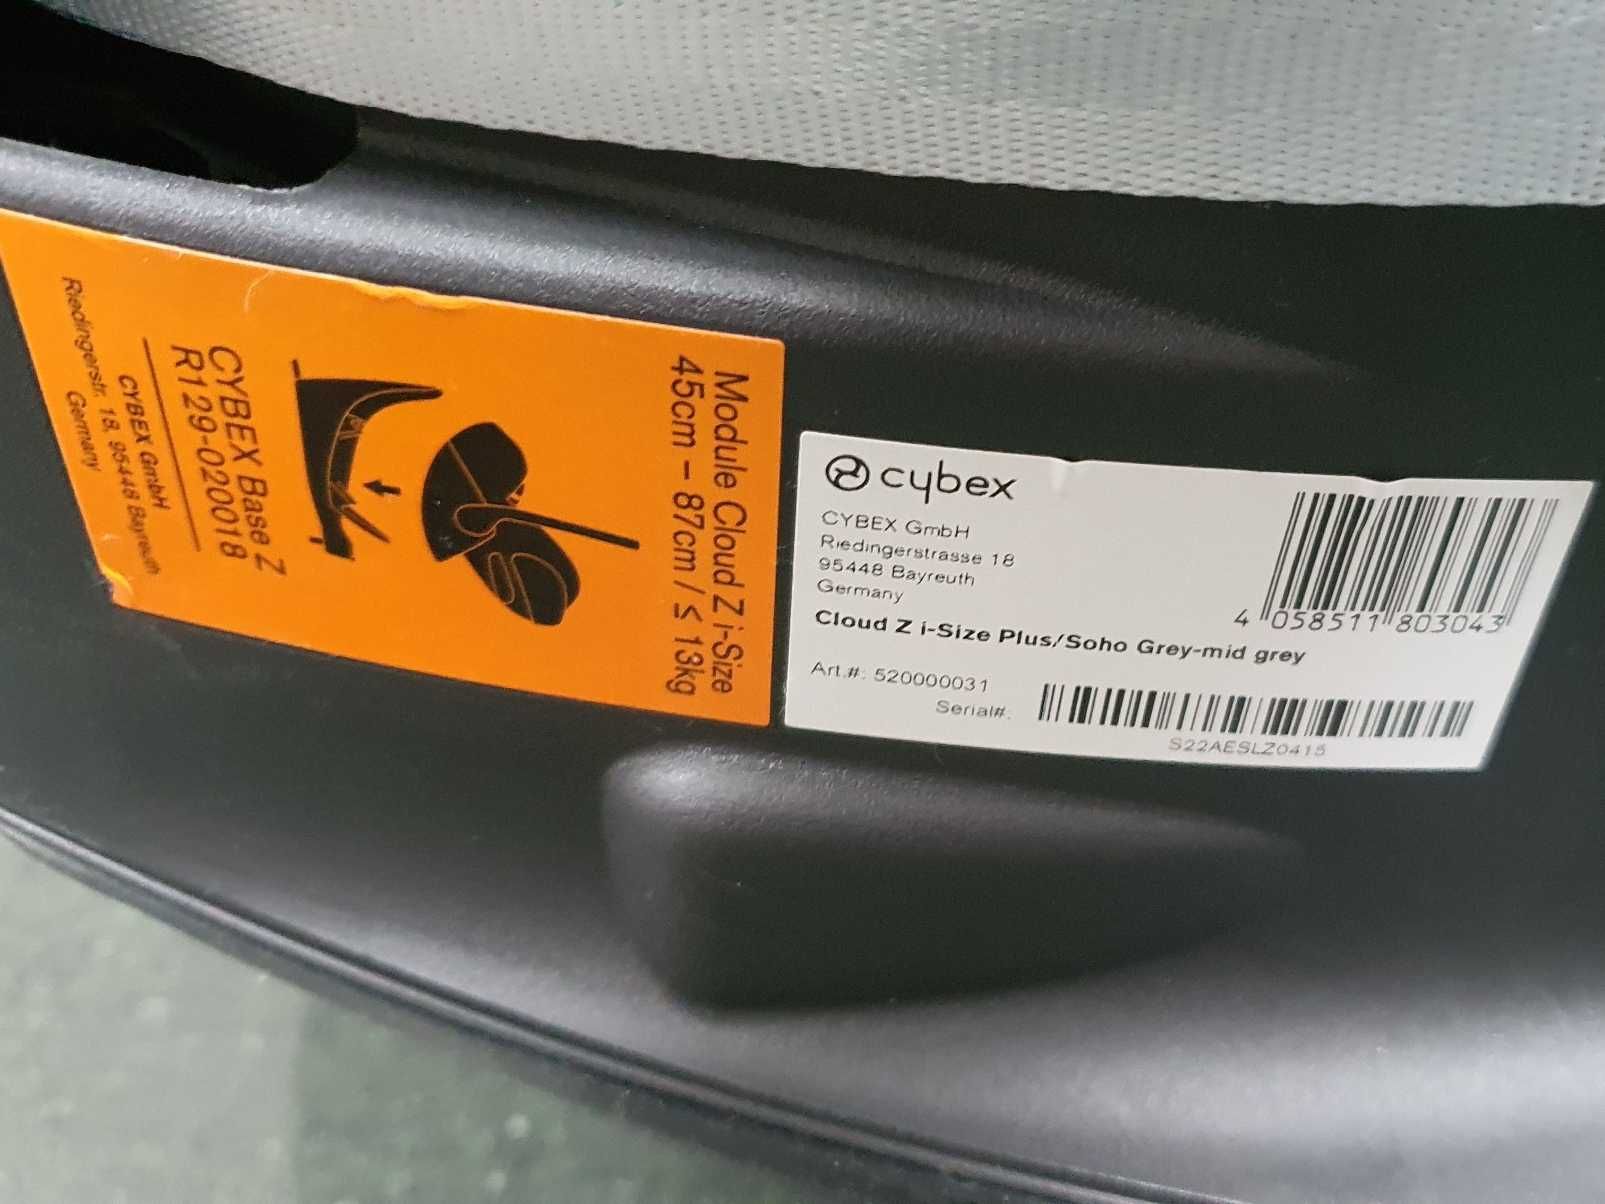 Module Cloud Z i-Size
45cm – 87cm / ≤ 13kg
CYBEX Base Z
R129-020018
CYBEX GmbH
Riedingerstr. 18, 95448 Bayreuth
Germany
cybex
CYBEX GmbH
Riedingerstrasse 18
95448 Bayreuth
Germany
4 058511 803043
Cloud Z i-Size Plus/Soho Grey-mid grey
Art.#: 520000031
Serial#:
S22AESLZ0415